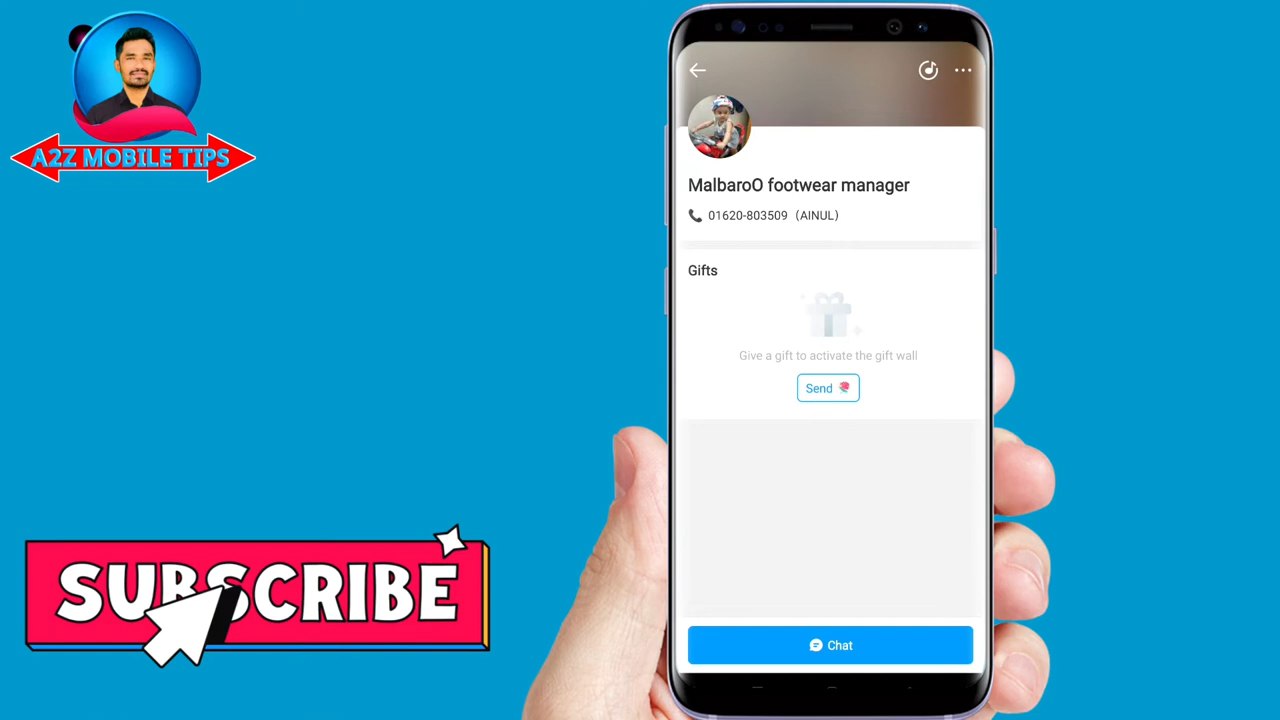 A2Z MOBILE TIPS
MalbaroO footwear manager
01620-803509 (AINUL)
Gifts
Give a gift to activate the gift wall
Send
Chat
SUBSCRIBE